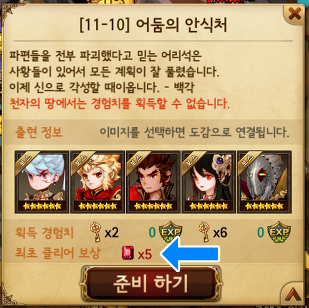 [11-10] 어둠의 안식처
파편들을 전부 파괴했다고 믿는 어리석은
사황들이 있어서 모든 계획이 잘 풀렸습니다.
이제 신으로 각성할 때이옵니다. - 백각
천자의 땅에서는 경험치를 획득할 수 없습니다.
출현 정보 이미지를 선택하면 도감으로 연결됩니다.
획득 경험치 x2 0 EXP x6 0 EXP
최초 클리어 보상 x5
준비 하기